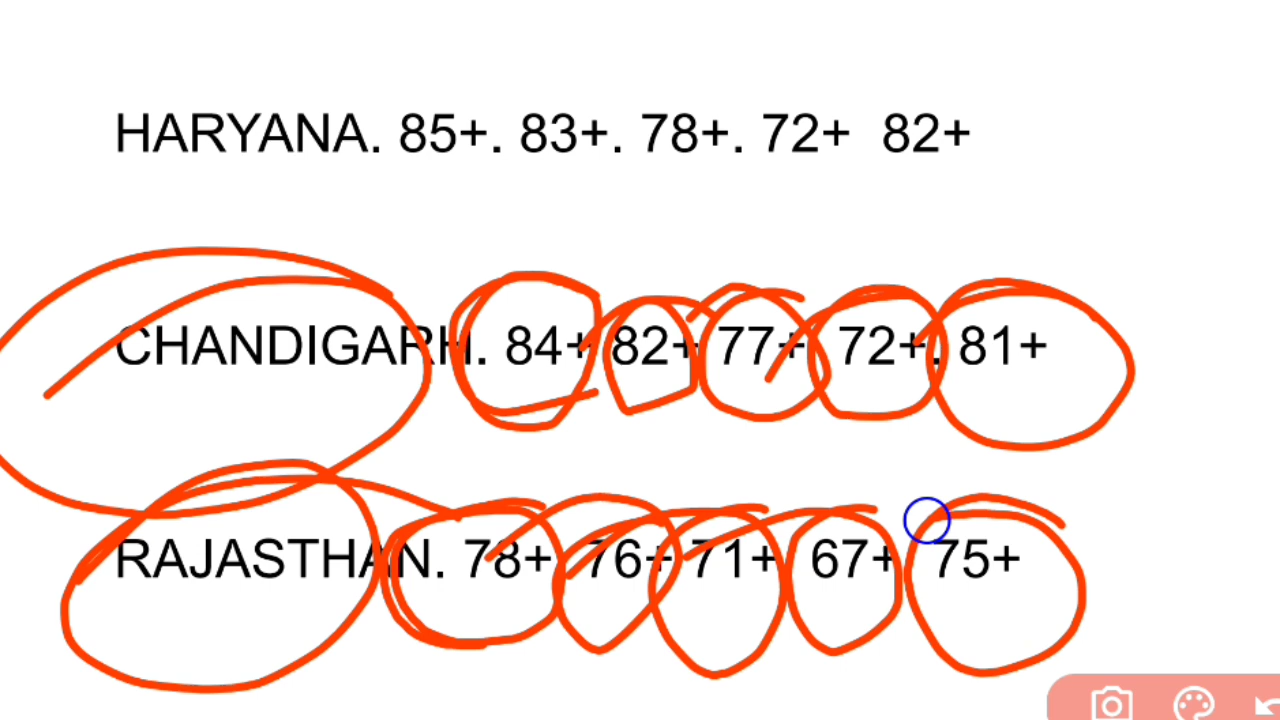 HARYANA. 85+. 83+. 78+. 72+ 82+
CHANDIGARH. 84+ 82+ 77+ 72+. 81+
RAJASTHAN. 78+ 76+ 71+ 67+ 75+